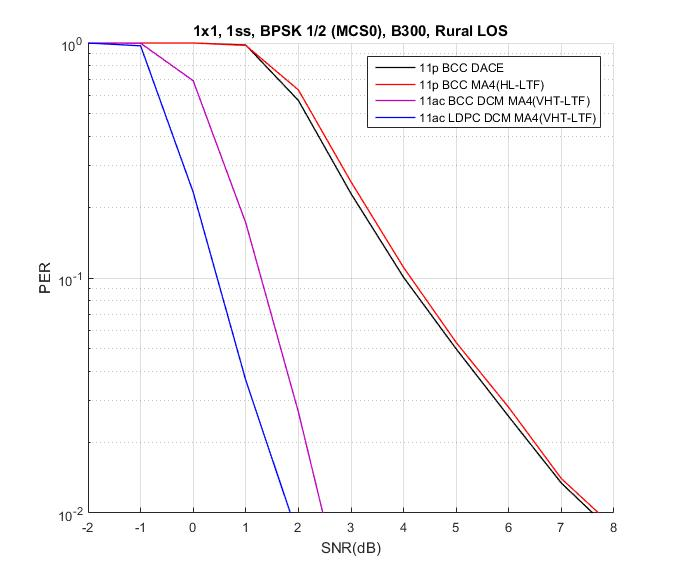 1x1, 1ss, BPSK 1/2 (MCS0), B300, Rural LOS
11p BCC DACE
11p BCC MA4(HL-LTF)
11ac BCC DCM MA4(VHT-LTF)
11ac LDPC DCM MA4(VHT-LTF)
10^0
10^-1
10^-2
PER
-2 -1 0 1 2 3 4 5 6 7 8
SNR(dB)